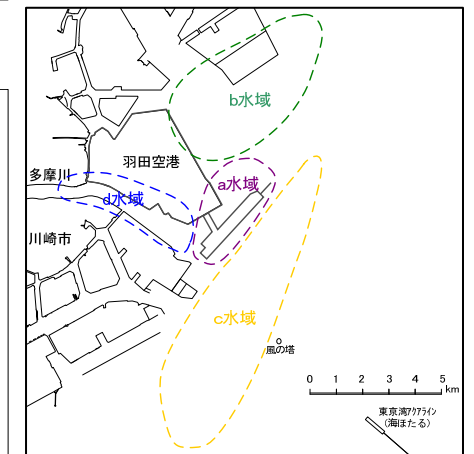 b水域
羽田空港
多摩川
a水域
d水域
川崎市
c水域
風の塔
0 1 2 3 4 5
km
東京湾ｱｸｱﾗｲﾝ
(海ほたる)